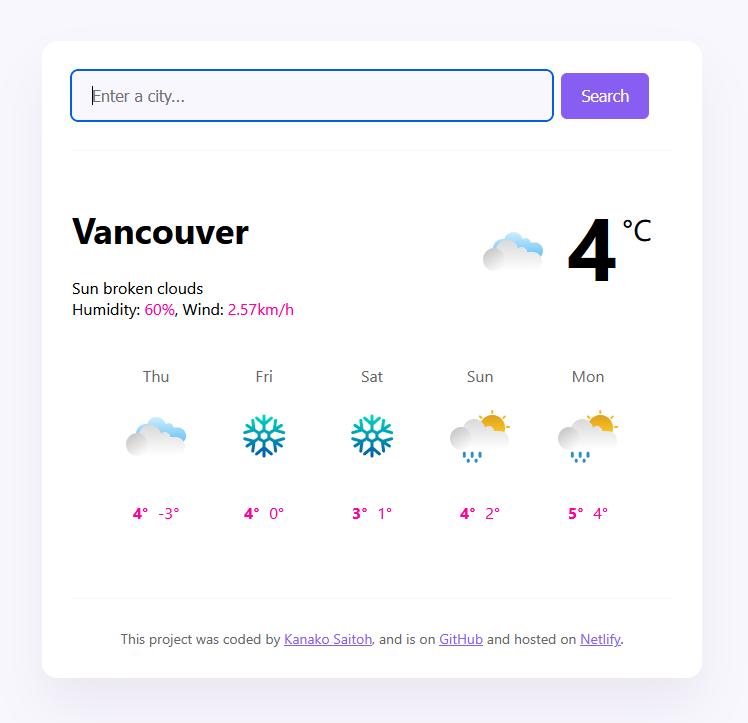 Enter a city...
Search
Vancouver
4 °C
Sun broken clouds
Humidity: 60%, Wind: 2.57km/h
Thu Fri Sat Sun Mon
4° -3° 4° 0° 3° 1° 4° 2° 5° 4°
This project was coded by Kanako Saitoh, and is on GitHub and hosted on Netlify.